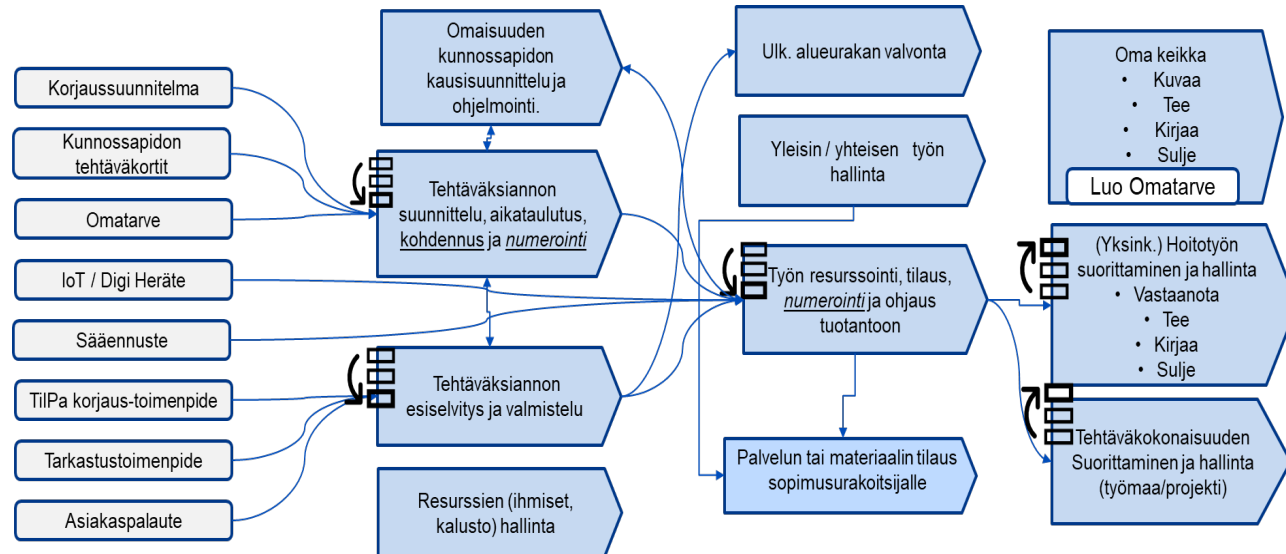 Korjaussuunnitelma
Kunnossapidon
tehtäväkortit
Omatarve
IoT / Digi Heräte
Sääennuste
TilPa korjaus-toimenpide
Tarkastustoimenpide
Asiakaspalaute
Omaisuuden
kunnossapidon
kausisuunnittelu ja
ohjelmointi.
Tehtäväksiannon
suunnittelu, aikataulutus,
kohdennus ja numerointi
Tehtäväksiannon
esiselvitys ja valmistelu
Resurssien (ihmiset,
kalusto) hallinta
Ulk. alueurakan valvonta
Yleisin / yhteisen työn
hallinta
Työn resurssointi, tilaus,
numerointi ja ohjaus
tuotantoon
Palvelun tai materiaalin tilaus
sopimusurakoitsijalle
Oma keikka
• Kuvaa
• Tee
• Kirjaa
• Sulje
Luo Omatarve
(Yksink.) Hoitotyön
suorittaminen ja hallinta
• Vastaanota
• Tee
• Kirjaa
• Sulje
Tehtäväkokonaisuuden
Suorittaminen ja hallinta
(työmaa/projekti)